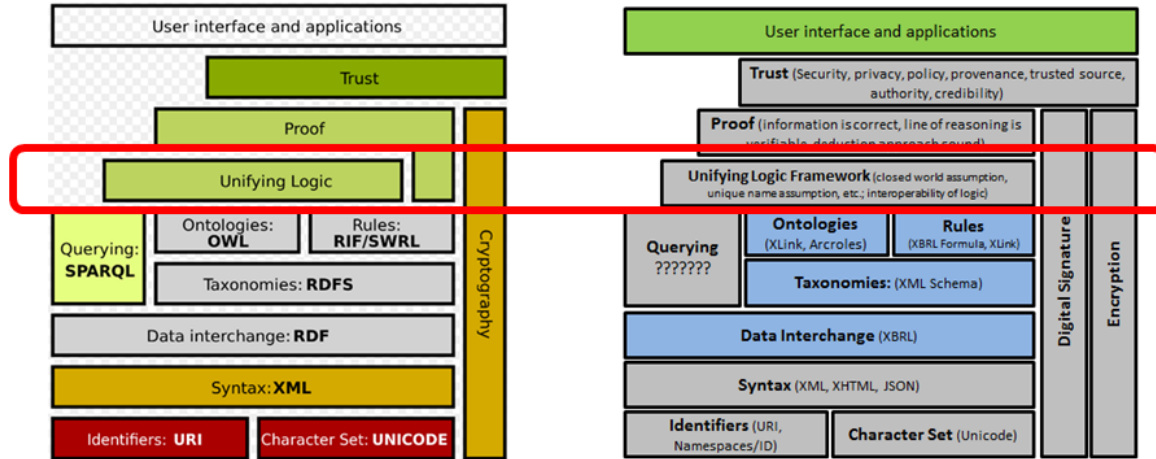 User interface and applications
Trust
Proof
Unifying Logic
Querying:
SPARQL
Ontologies:
OWL
Rules:
RIF/SWRL
Taxonomies: RDFS
Data interchange: RDF
Syntax: XML
Identifiers: URI
Character Set: UNICODE
Cryptography
User interface and applications
Trust (Security, privacy, policy, provenance, trusted source,
authority, credibility)
Proof (information is correct, line of reasoning is
verifiable, deduction approach sound)
Unifying Logic Framework (closed world assumption,
unique name assumption, etc.; interoperability of logic)
Querying
???????
Ontologies
(XLink, Arcroles)
Rules
(XBRL Formula, XLink)
Taxonomies: (XML Schema)
Data Interchange (XBRL)
Syntax (XML, XHTML, JSON)
Identifiers (URI,
Namespaces/ID)
Character Set (Unicode)
Digital Signature
Encryption